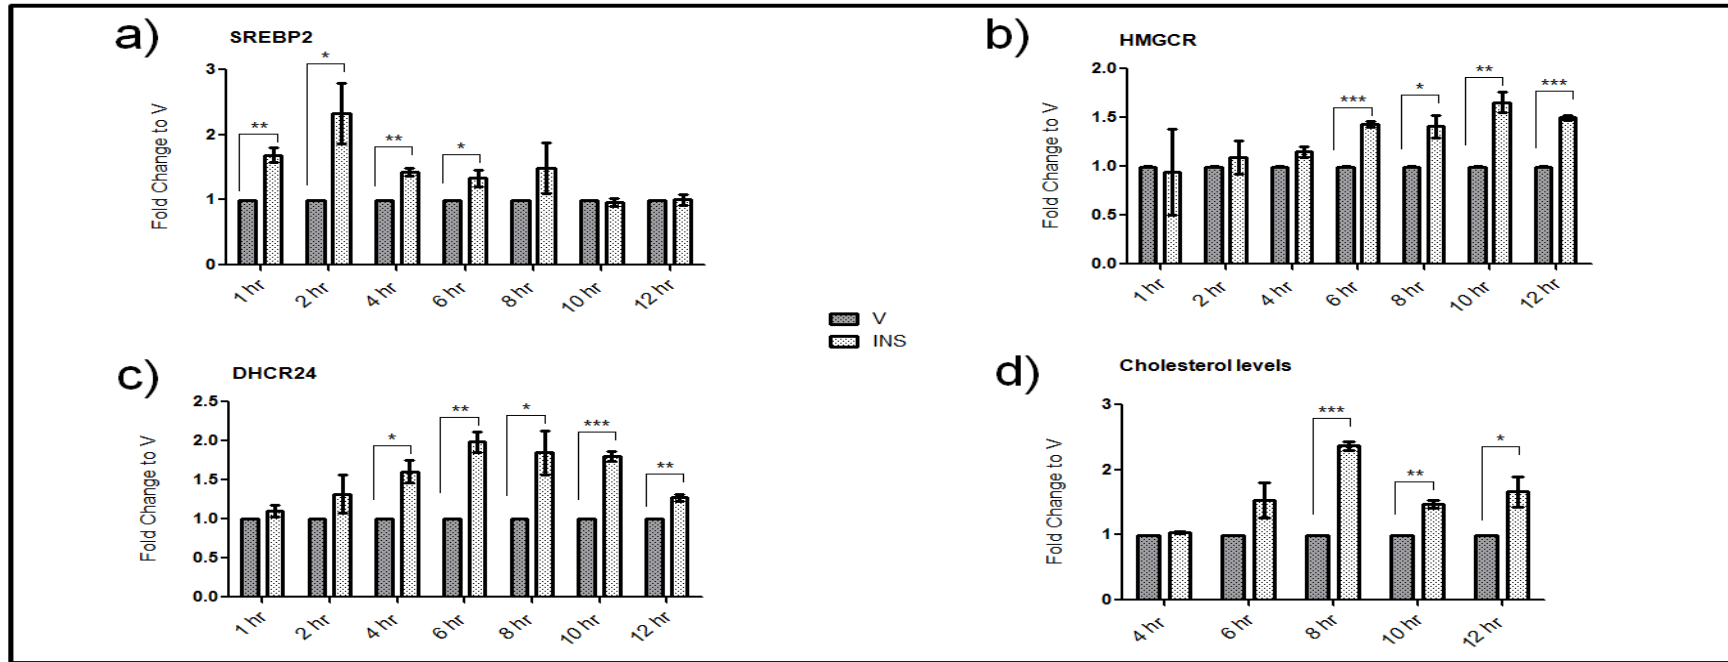 a)
SREBP2
Fold Change to V
3
2
1
0
**
*
**
*
1 hr
2 hr
4 hr
6 hr
8 hr
10 hr
12 hr
b)
HMGCR
Fold Change to V
2.0
1.5
1.0
0.5
0.0
***
*
**
***
1 hr
2 hr
4 hr
6 hr
8 hr
10 hr
12 hr
V
INS
c)
DHCR24
Fold Change to V
2.5
2.0
1.5
1.0
0.5
0.0
*
**
*
***
**
1 hr
2 hr
4 hr
6 hr
8 hr
10 hr
12 hr
d)
Cholesterol levels
Fold Change to V
3
2
1
0
***
**
*
4 hr
6 hr
8 hr
10 hr
12 hr